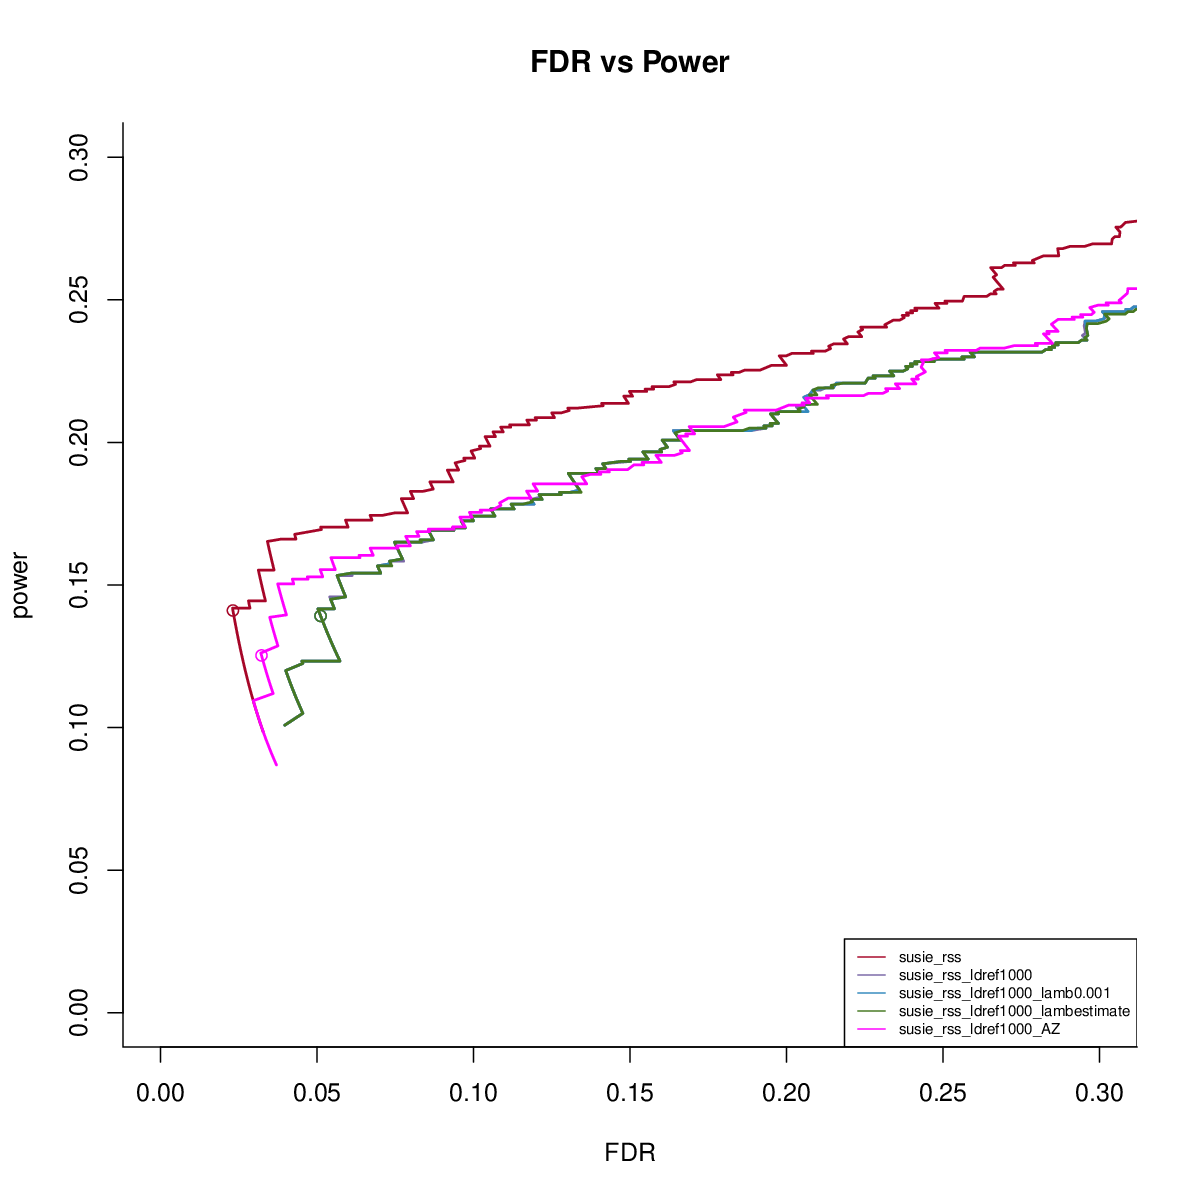 FDR vs Power
power
0.30
0.25
0.20
0.15
0.10
0.05
0.00
susie_rss
susie_rss_ldref1000
susie_rss_ldref1000_lamb0.001
susie_rss_ldref1000_lambestimate
susie_rss_ldref1000_AZ
0.00 0.05 0.10 0.15 0.20 0.25 0.30
FDR